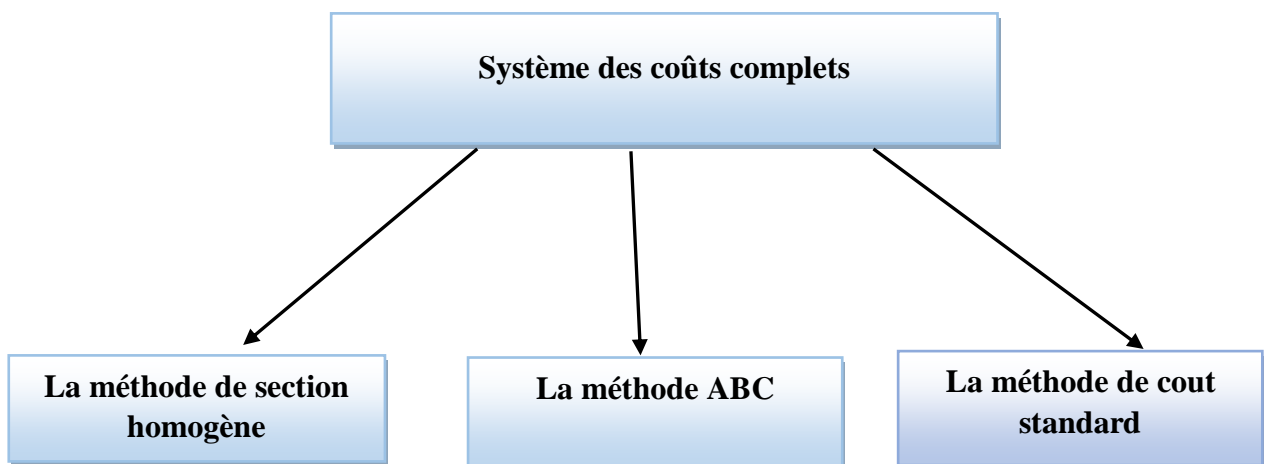 Système des coûts complets
La méthode de section
homogène
La méthode ABC
La méthode de cout
standard